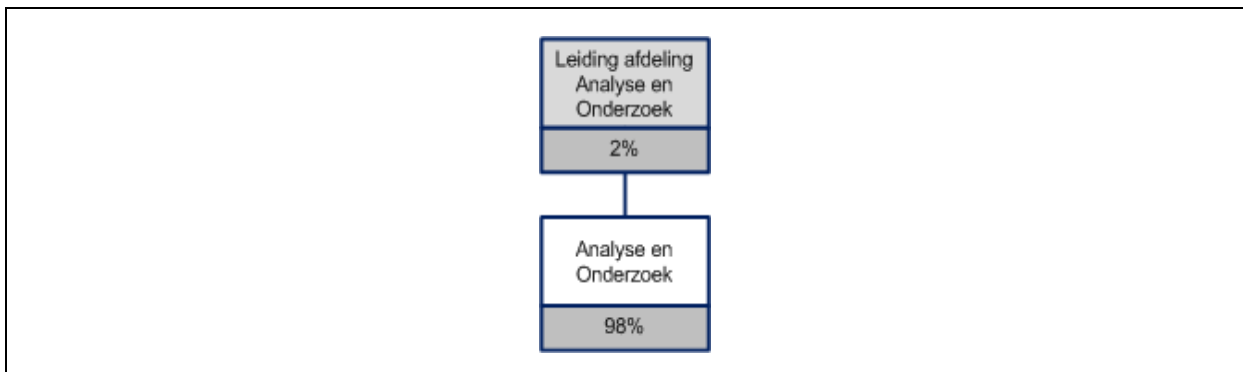 Leiding afdeling
Analyse en
Onderzoek
2%
Analyse en
Onderzoek
98%